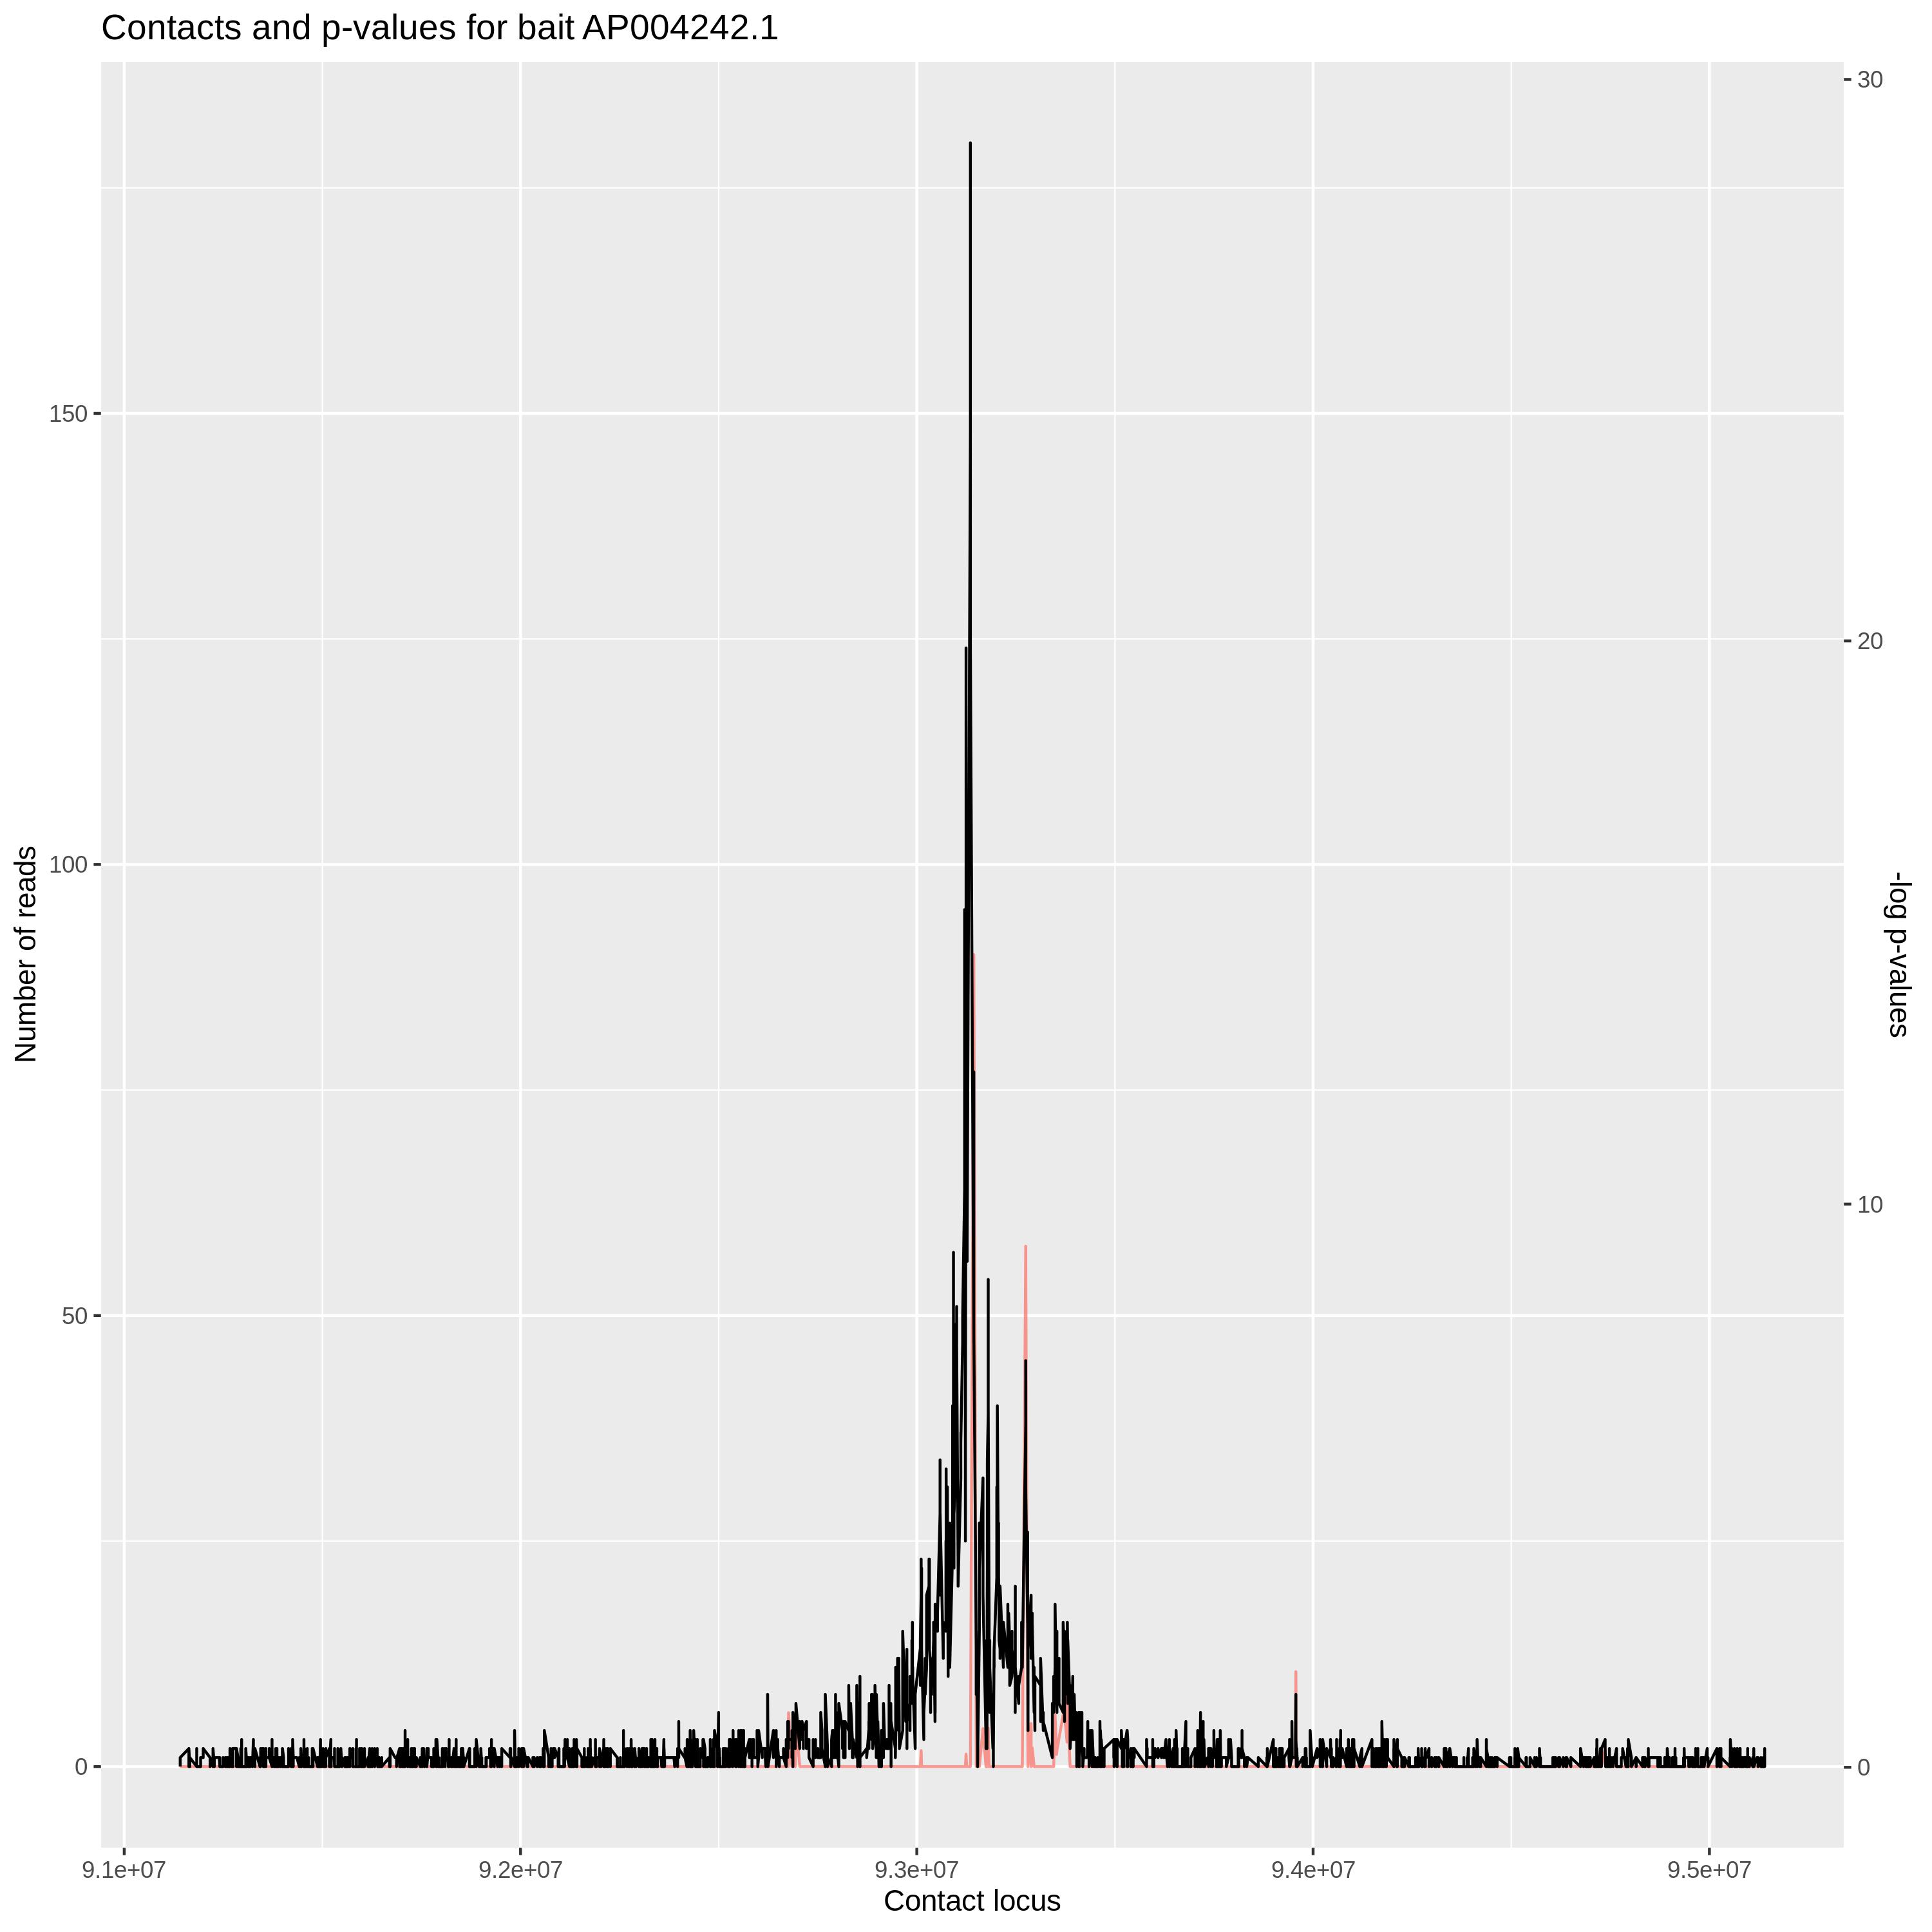 Contacts and p-values for bait AP004242.1
30
150
20
100
Number of reads
-log p-values
10
50
0
0
9.1e+07
9.2e+07
9.3e+07
9.4e+07
9.5e+07
Contact locus